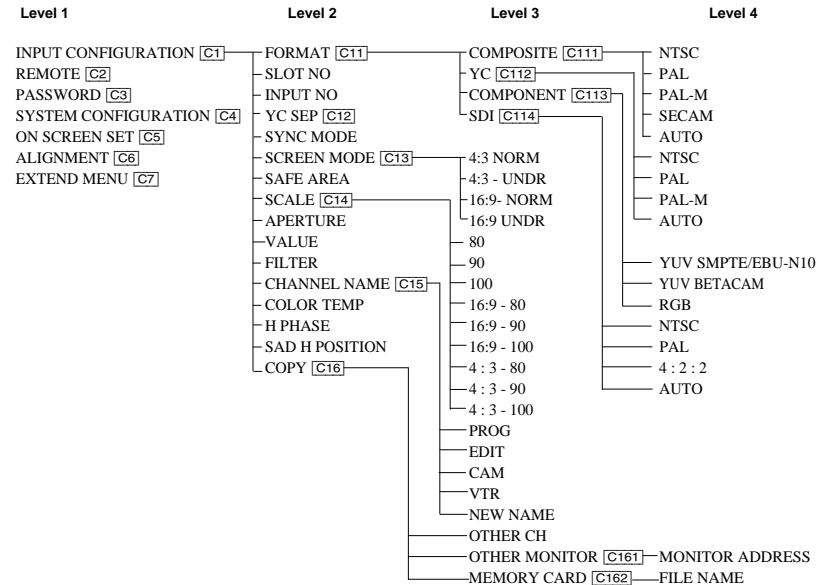 Level 1 Level 2 Level 3 Level 4
INPUT CONFIGURATION C1 FORMAT C11 COMPOSITE C111 NTSC
REMOTE C2 SLOT NO YC C112 PAL
PASSWORD C3 INPUT NO COMPONENT C113 PAL-M
SYSTEM CONFIGURATION C4 YC SEP C12 SDI C114 SECAM
ON SCREEN SET C5 SYNC MODE AUTO
ALIGNMENT C6 SCREEN MODE C13 4:3 NORM NTSC
EXTEND MENU C7 SAFE AREA 4:3 - UNDR PAL
SCALE C14 16:9- NORM PAL-M
APERTURE 16:9 UNDR AUTO
VALUE 80
FILTER 90 YUV SMPTE/EBU-N10
CHANNEL NAME C15 100 YUV BETACAM
COLOR TEMP 16:9 - 80 RGB
H PHASE 16:9 - 90 NTSC
SAD H POSITION 16:9 - 100 PAL
COPY C16 4 : 3 - 80 4 : 2 : 2
4 : 3 - 90 AUTO
4 : 3 - 100
PROG
EDIT
CAM
VTR
NEW NAME
OTHER CH
OTHER MONITOR C161 MONITOR ADDRESS
MEMORY CARD C162 FILE NAME